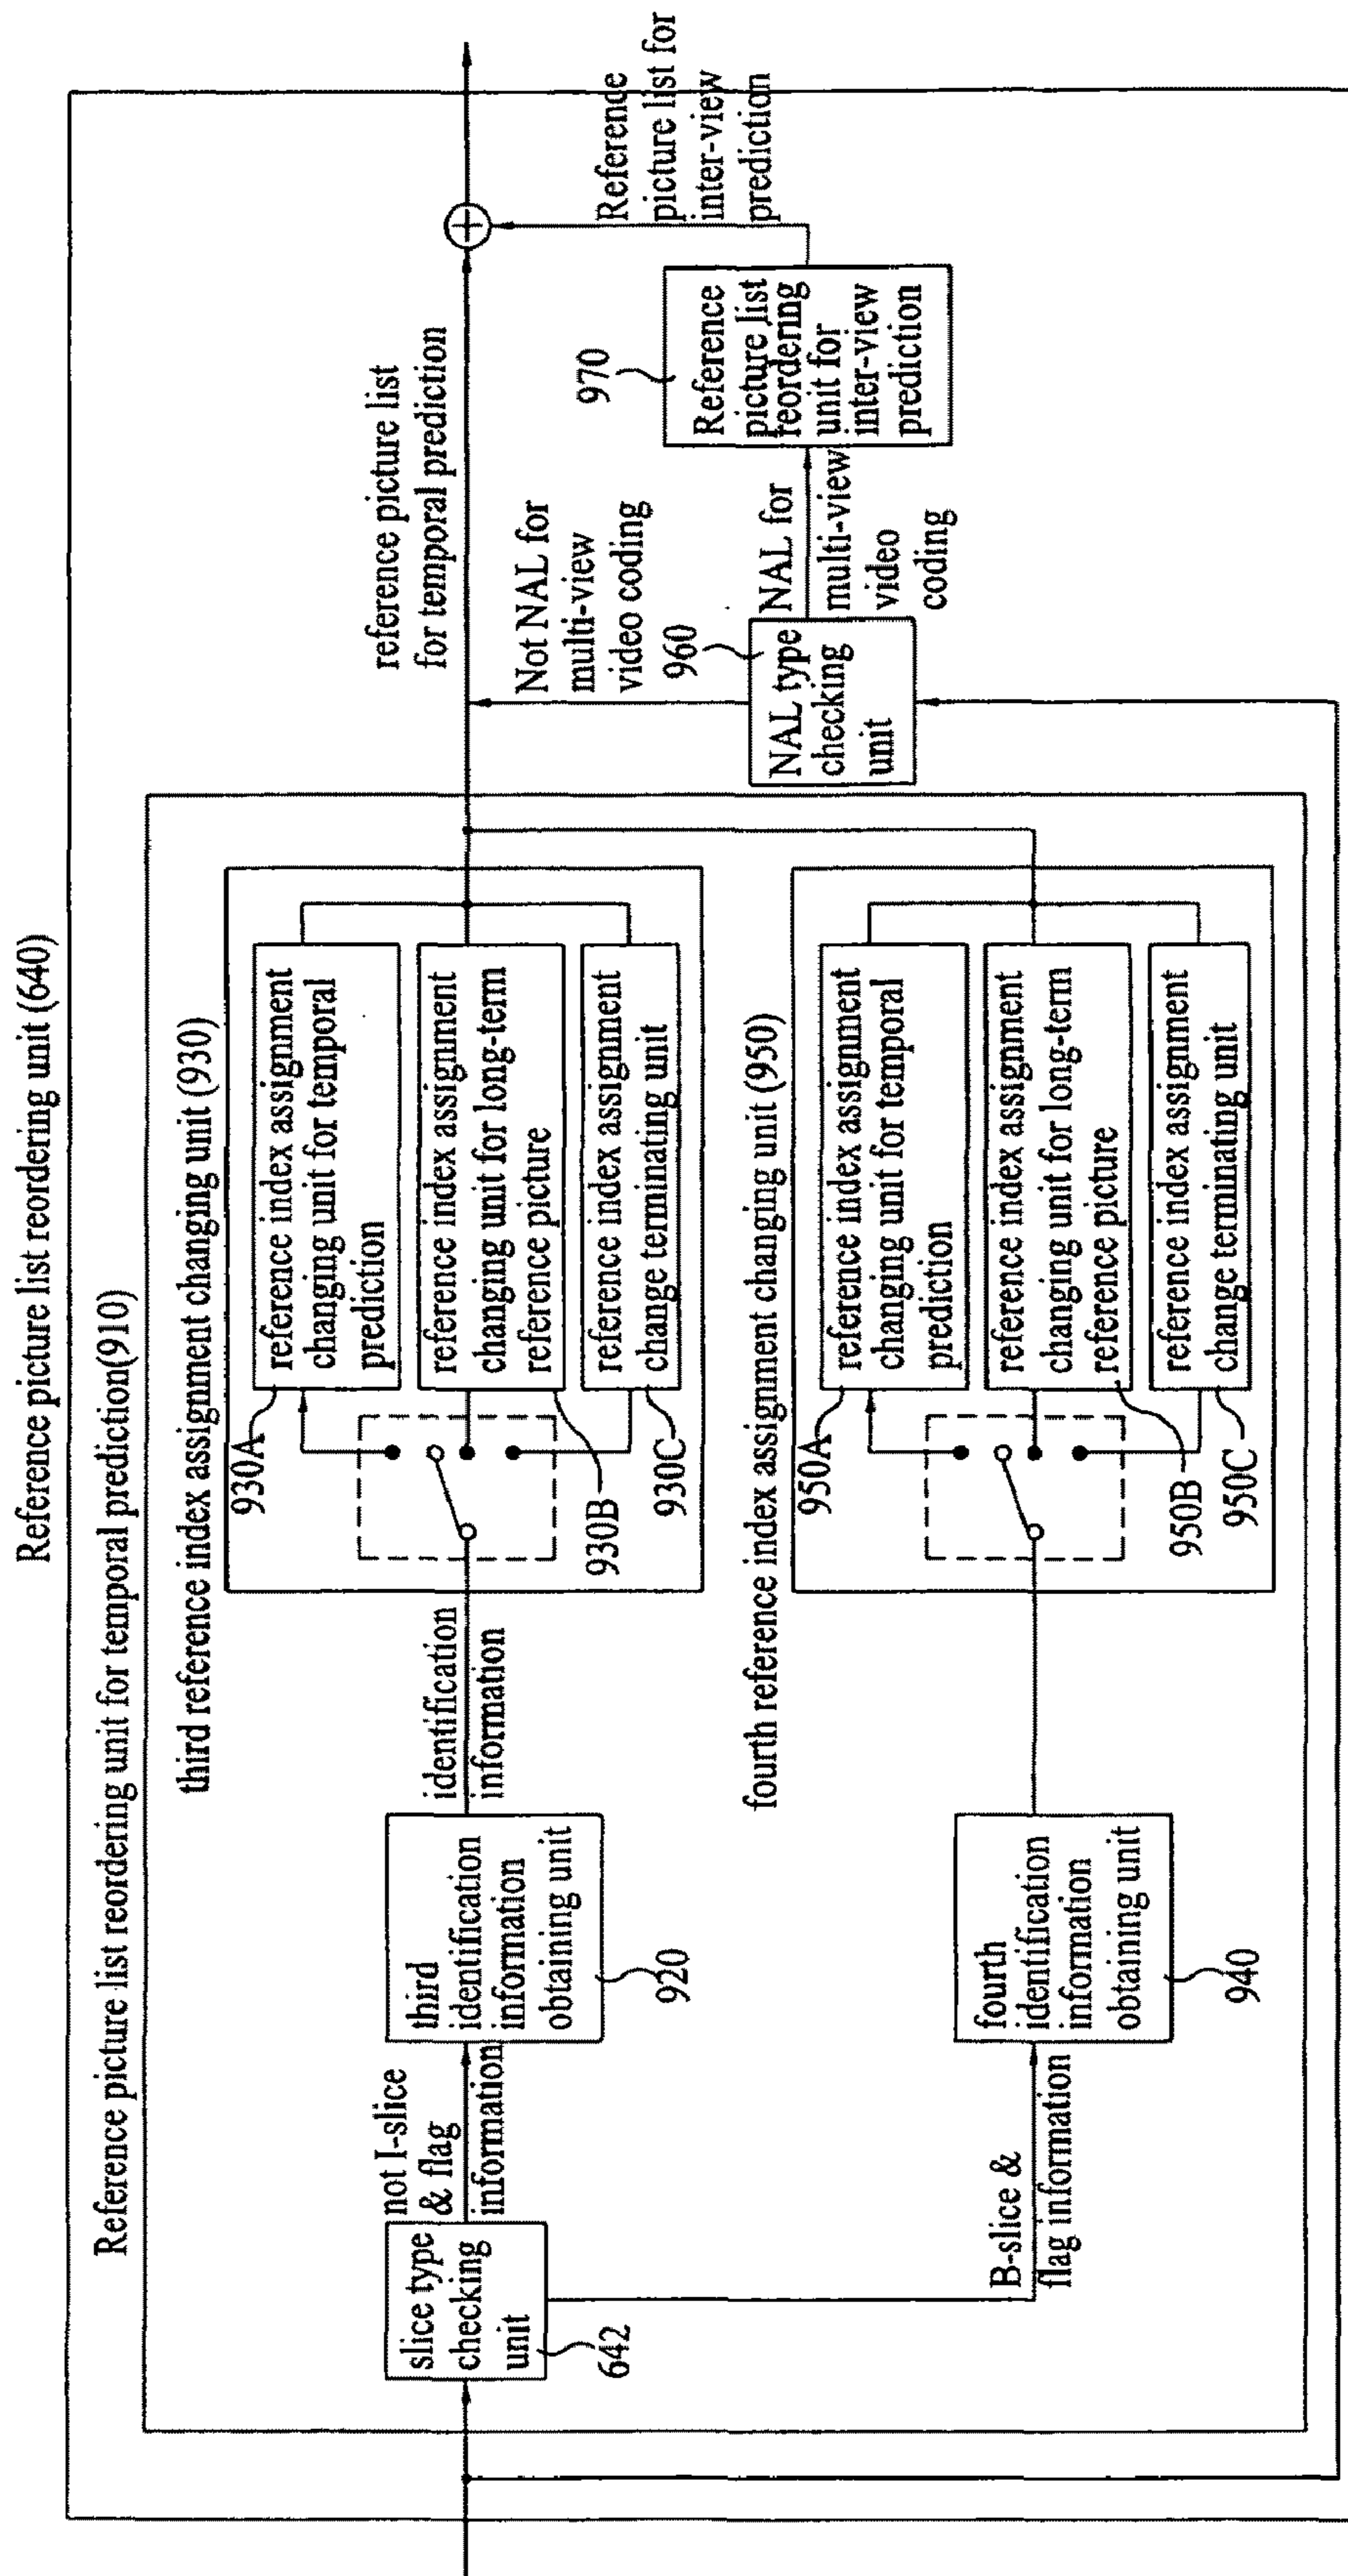 Reference picture list reordering unit (640)
Reference picture list reordering unit for temporal prediction(910)
third reference index assignment changing unit (930)
slice type
checking
unit
642
not I-slice
& flag
information
third
identification
information
obtaining unit
920
identification
information
930A
930B
930C
reference index assignment
changing unit for temporal
prediction
reference index assignment
changing unit for long-term
reference picture
reference index assignment
change terminating unit
B-slice &
flag information
fourth
identification
information
obtaining unit
940
fourth reference index assignment changing unit (950)
950A
950B
950C
reference index assignment
changing unit for temporal
prediction
reference index assignment
changing unit for long-term
reference picture
reference index assignment
change terminating unit
reference picture list
for temporal prediction
Not NAL for
multi-view
video coding
960
NAL type
checking
unit
NAL for
multi-view
video
coding
970
Reference
picture list
reordering
unit for
inter-view
prediction
Reference
picture list for
inter-view
prediction